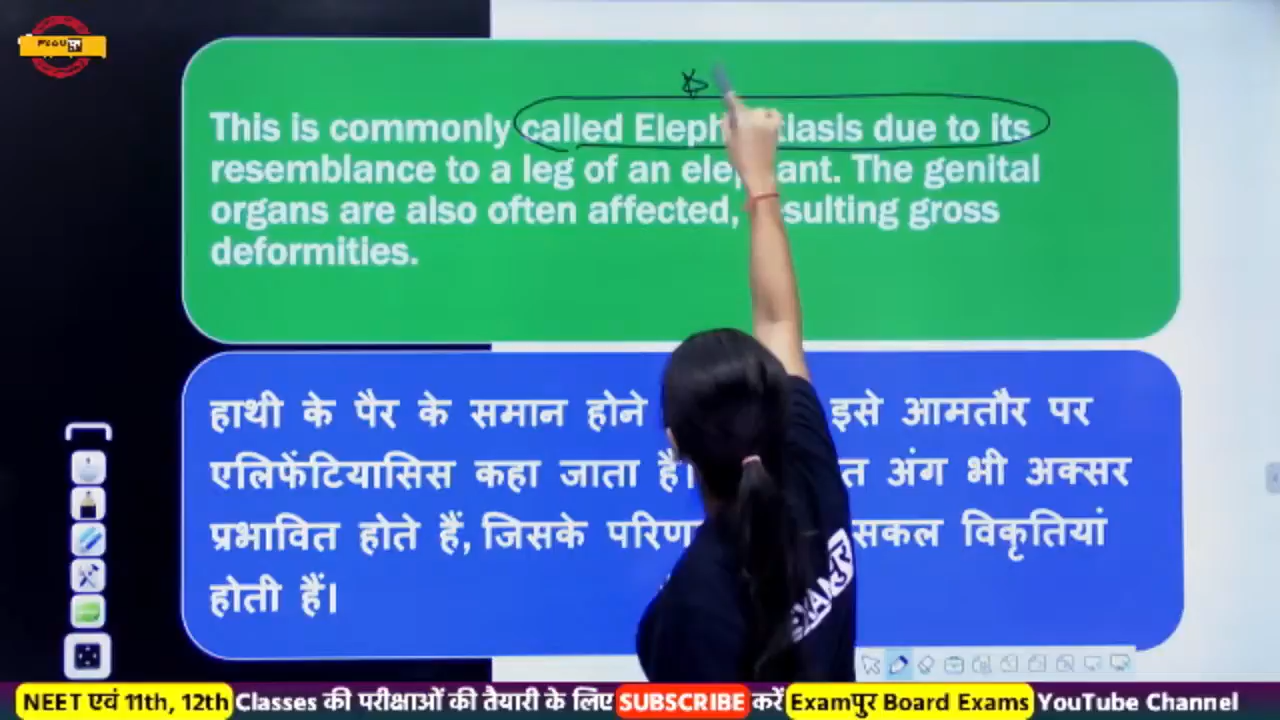 This is commonly called Eleph tiasis due to its
resemblance to a leg of an ele ant. The genital
organs are also often affected, sulting gross
deformities.
हाथी के पैर के समान होने इसे आमतौर पर
एलिफेंटियासिस कहा जाता है। त अंग भी अक्सर
प्रभावित होते हैं, जिसके परिण सकल विकृतियां
होती हैं।
EXAMपुर
NEET एवं 11th, 12th Classes की परीक्षाओं की तैयारी के लिए SUBSCRIBE करें Examपुर Board Exams YouTube Channel